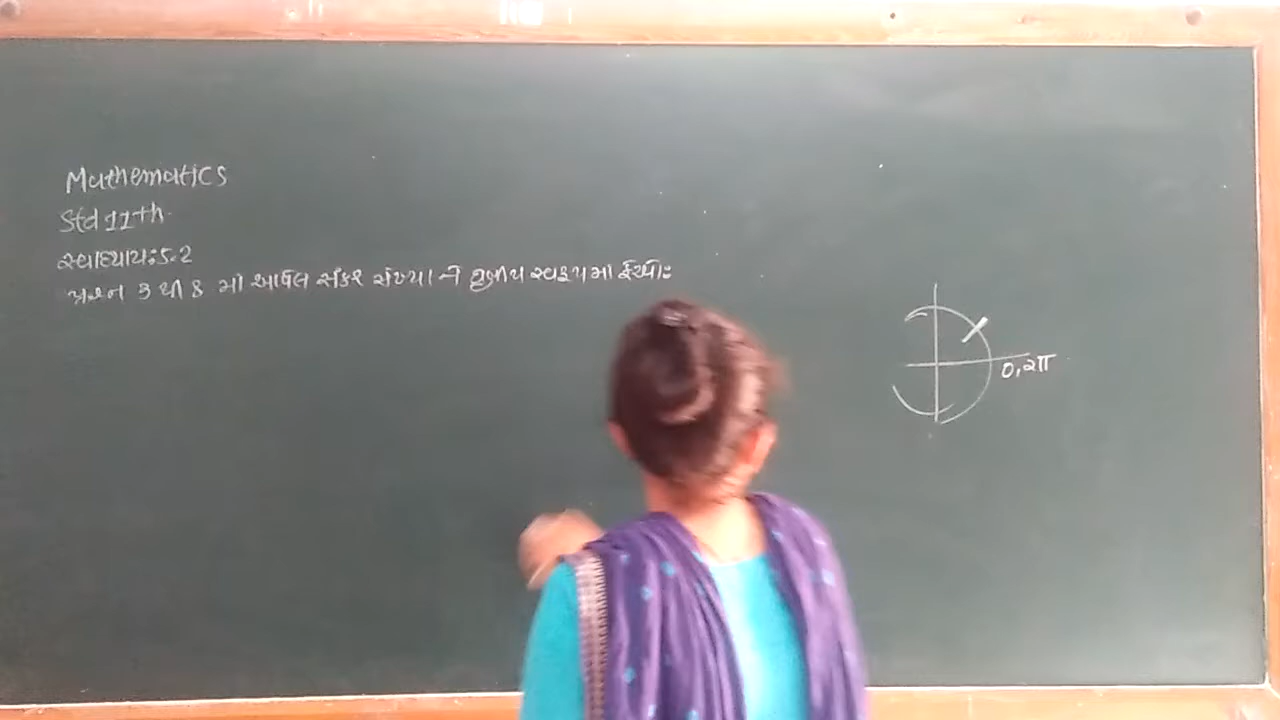 Mathematics
Std 11th.
સ્વાધ્યાય:5.2
પ્રશ્ન 3 થી 8 માં આપેલ સંકર સંખ્યા ને ધ્રુવીય સ્વરૂપમાં ફેરવો:
0,2π